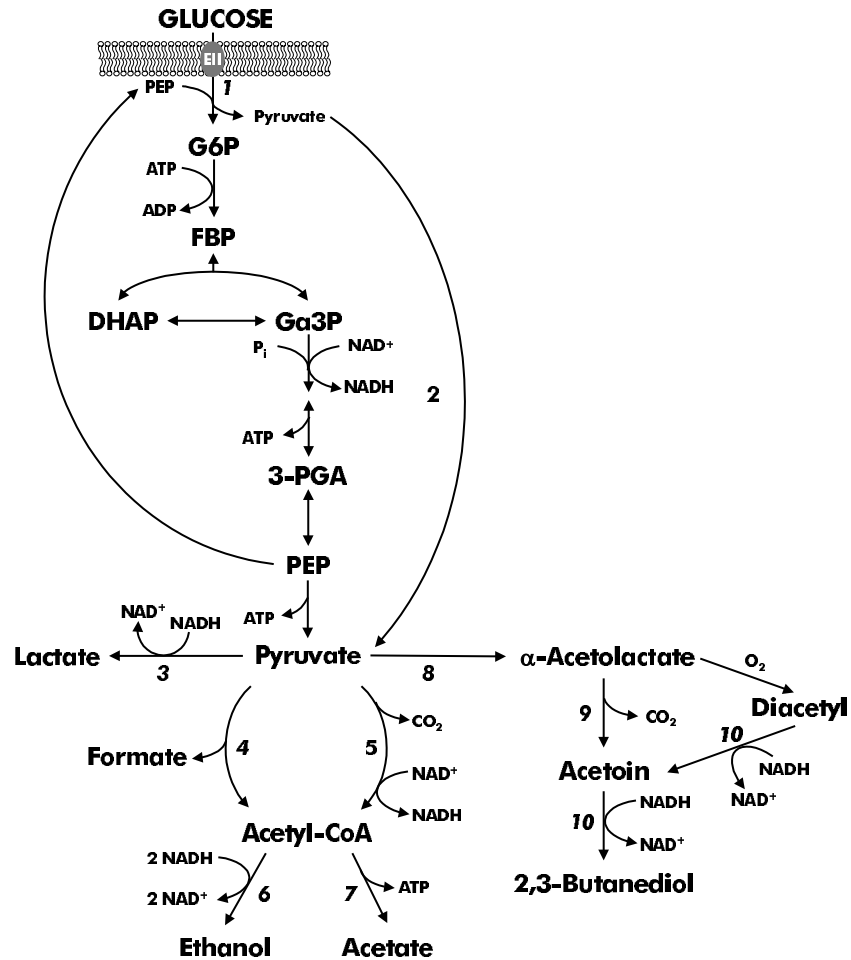 GLUCOSE
EII
PEP
1
Pyruvate
G6P
ATP
ADP
FBP
DHAP
Ga3P
Pi
NAD+
NADH
2
ATP
3-PGA
PEP
ATP
NAD+
NADH
Lactate
3
Pyruvate
8
α-Acetolactate
O2
Diacetyl
CO2
9
CO2
10
Formate
4
5
NAD+
NADH
Acetoin
NADH
NAD+
Acetyl-CoA
10
NADH
NAD+
2 NADH
2 NAD+
6
7
ATP
2,3-Butanediol
Ethanol
Acetate